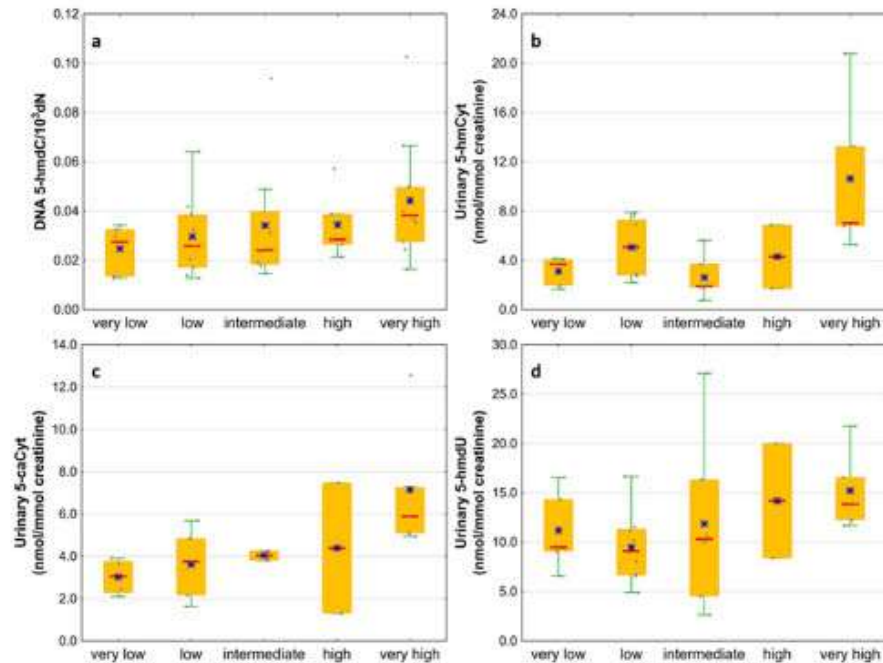 a
DNA 5-hmdC/10³dN
0.12
0.10
0.08
0.06
0.04
0.02
0.00
very low low intermediate high very high
b
Urinary 5-hmCyt
(nmol/mmol creatinine)
24.0
20.0
16.0
12.0
8.0
4.0
0.0
very low low intermediate high very high
c
Urinary 5-caCyt
(nmol/mmol creatinine)
14.0
12.0
10.0
8.0
6.0
4.0
2.0
0.0
very low low intermediate high very high
d
Urinary 5-hmdU
(nmol/mmol creatinine)
30.0
25.0
20.0
15.0
10.0
5.0
0.0
very low low intermediate high very high